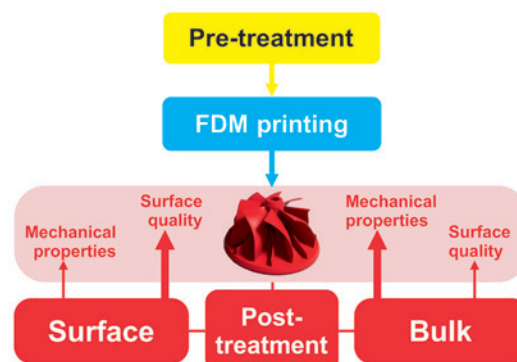 Pre-treatment
FDM printing
Surface
quality
Mechanical
properties
Mechanical
properties
Surface
quality
Surface
Post-
treatment
Bulk